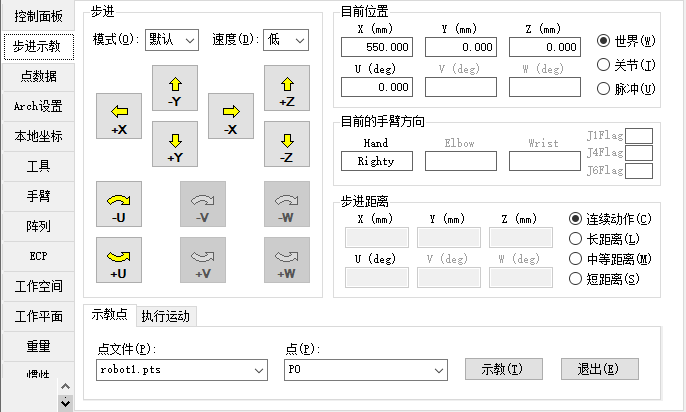 控制面板
步进示教
点数据
Arch设置
本地坐标
工具
手臂
阵列
ECP
工作空间
工作平面
重量
惯性
步进
模式(O): 默认 速度(D): 低
-Y +Z
+X -X
+Y -Z
-U -V -W
+U +V +W
目前位置
X (mm) Y (mm) Z (mm)
550.000 0.000 0.000
U (deg) V (deg) W (deg)
0.000
世界(W)
关节(J)
脉冲(U)
目前的手臂方向
Hand Elbow Wrist
Righty
J1Flag
J4Flag
J6Flag
步进距离
X (mm) Y (mm) Z (mm)
U (deg) V (deg) W (deg)
连续动作(C)
长距离(L)
中等距离(M)
短距离(S)
示教点 执行运动
点文件(P): 点(P):
robot1.pts P0 示教(T) 退出(E)